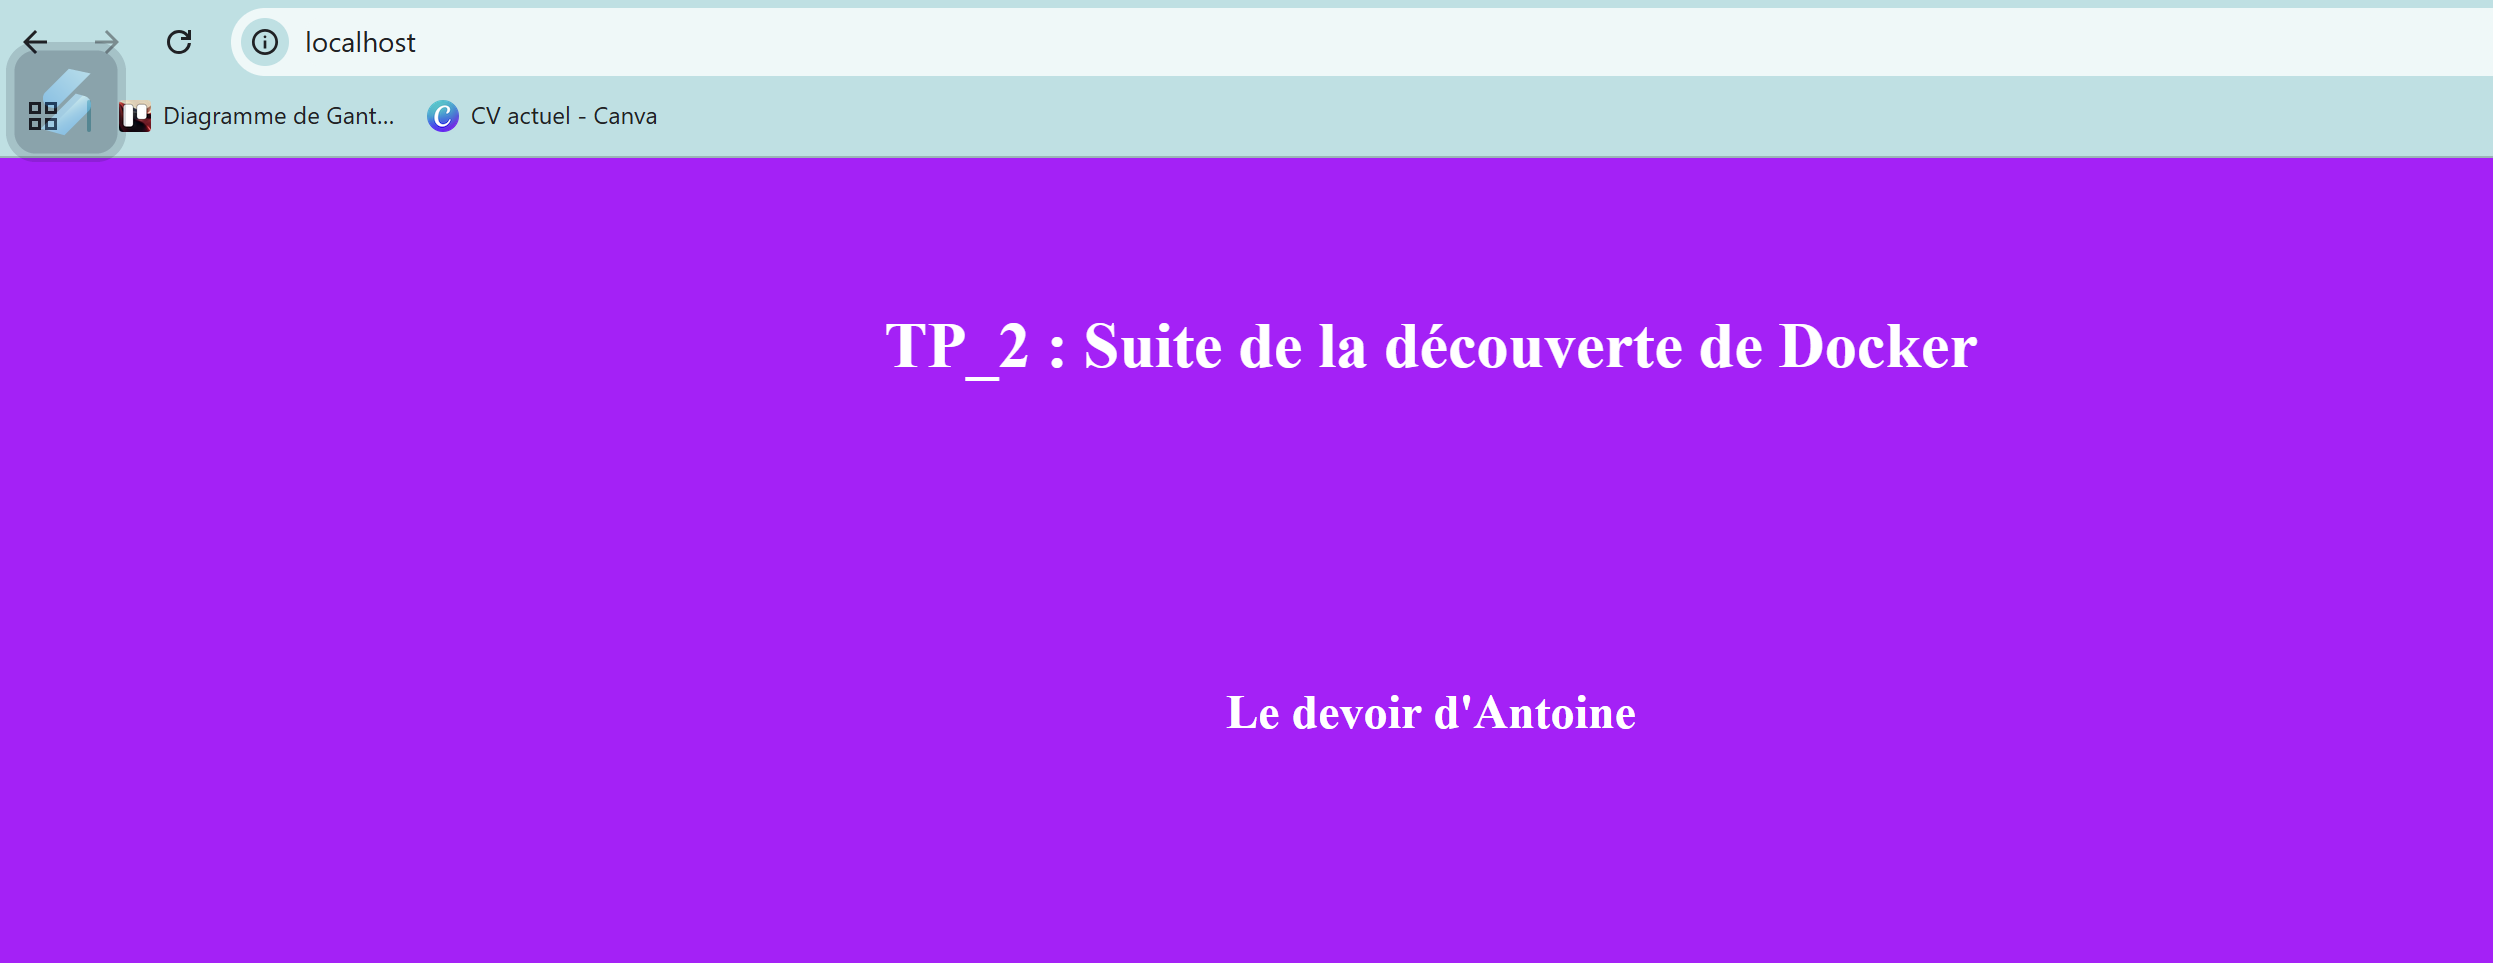 localhost
Diagramme de Gant... CV actuel - Canva
TP_2 : Suite de la découverte de Docker
Le devoir d'Antoine